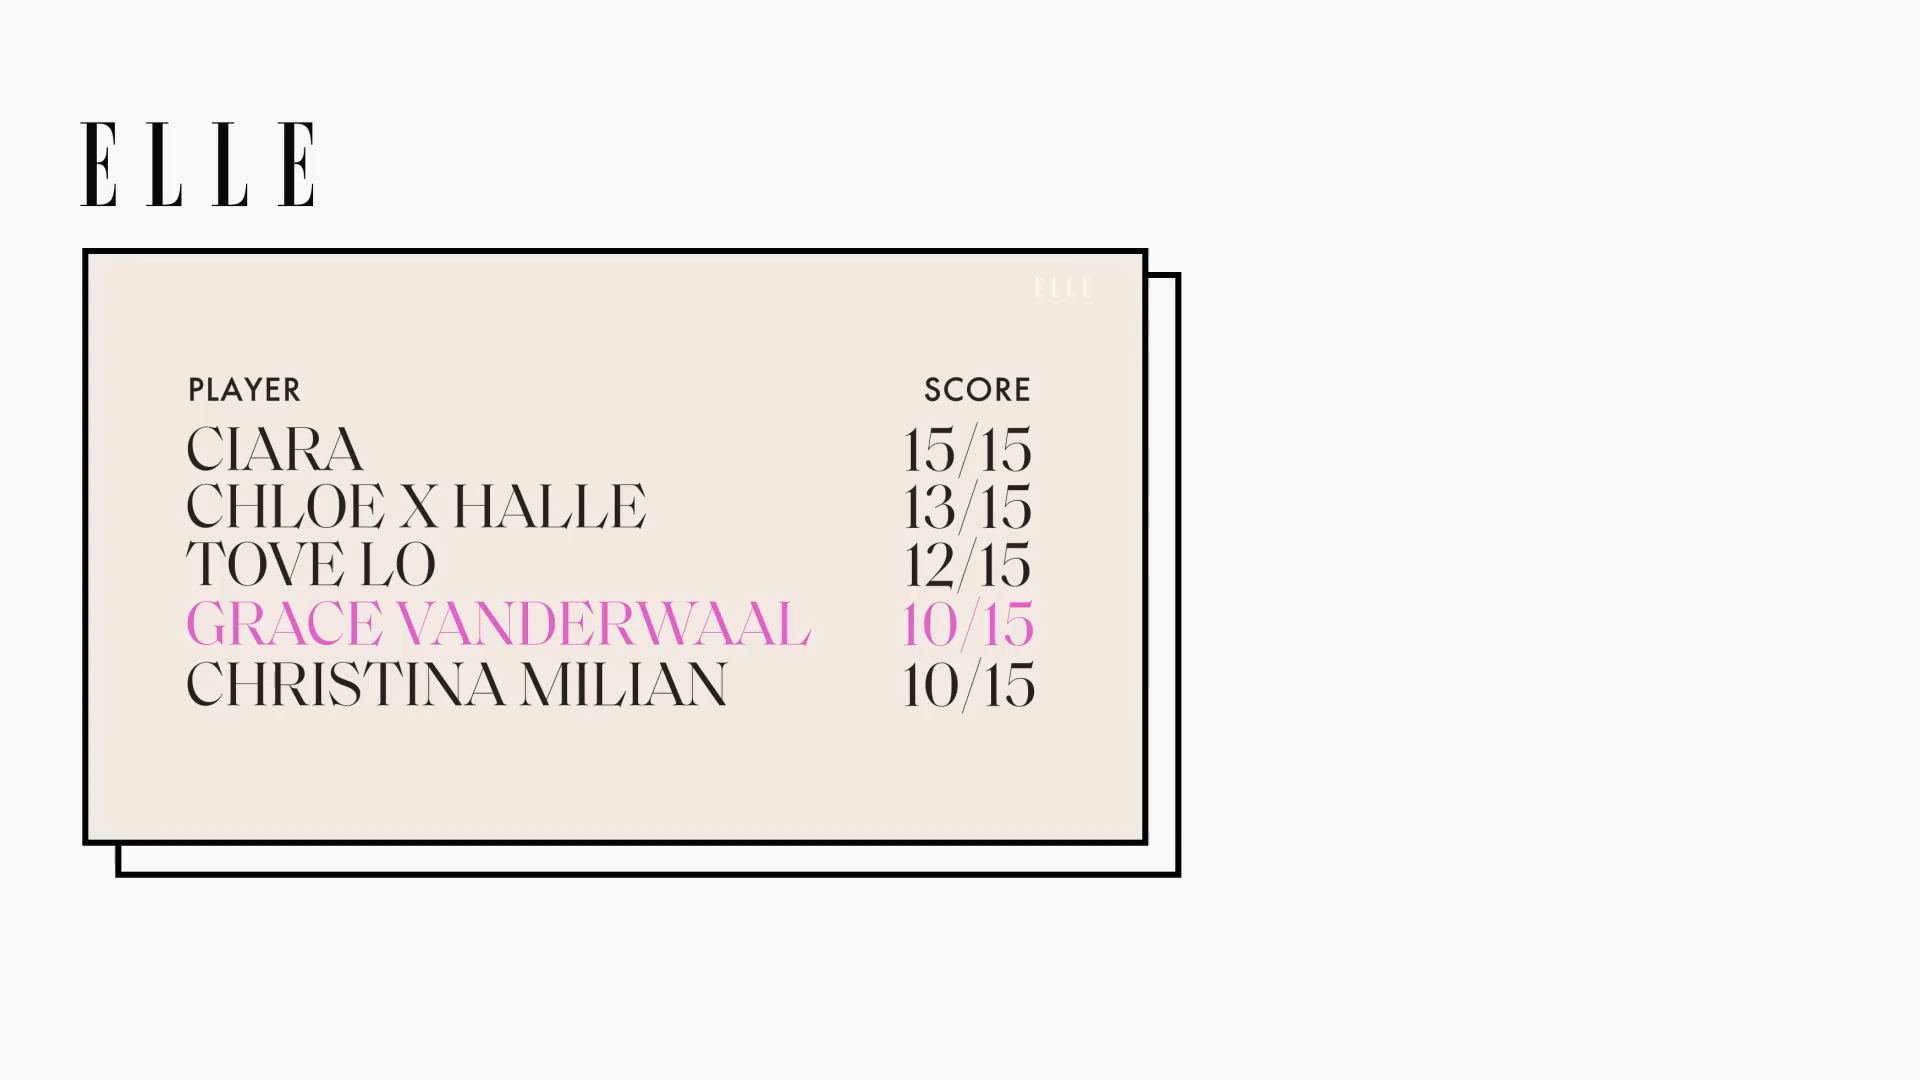 ELLE
ELLE
PLAYER SCORE
CIARA 15/15
CHLOE X HALLE 13/15
TOVE LO 12/15
GRACE VANDERWAAL 10/15
CHRISTINA MILIAN 10/15